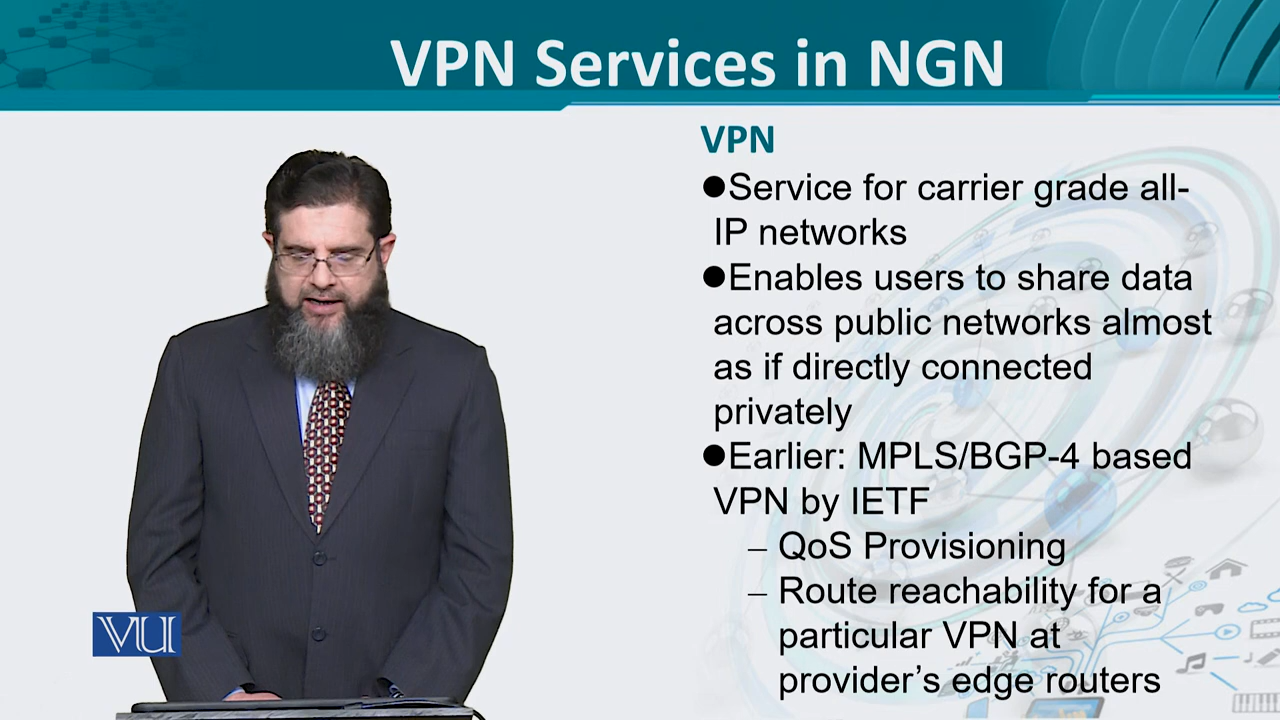 VPN Services in NGN
VPN
●Service for carrier grade all-
IP networks
●Enables users to share data
across public networks almost
as if directly connected
privately
●Earlier: MPLS/BGP-4 based
VPN by IETF
– QoS Provisioning
– Route reachability for a
particular VPN at
provider’s edge routers
VU